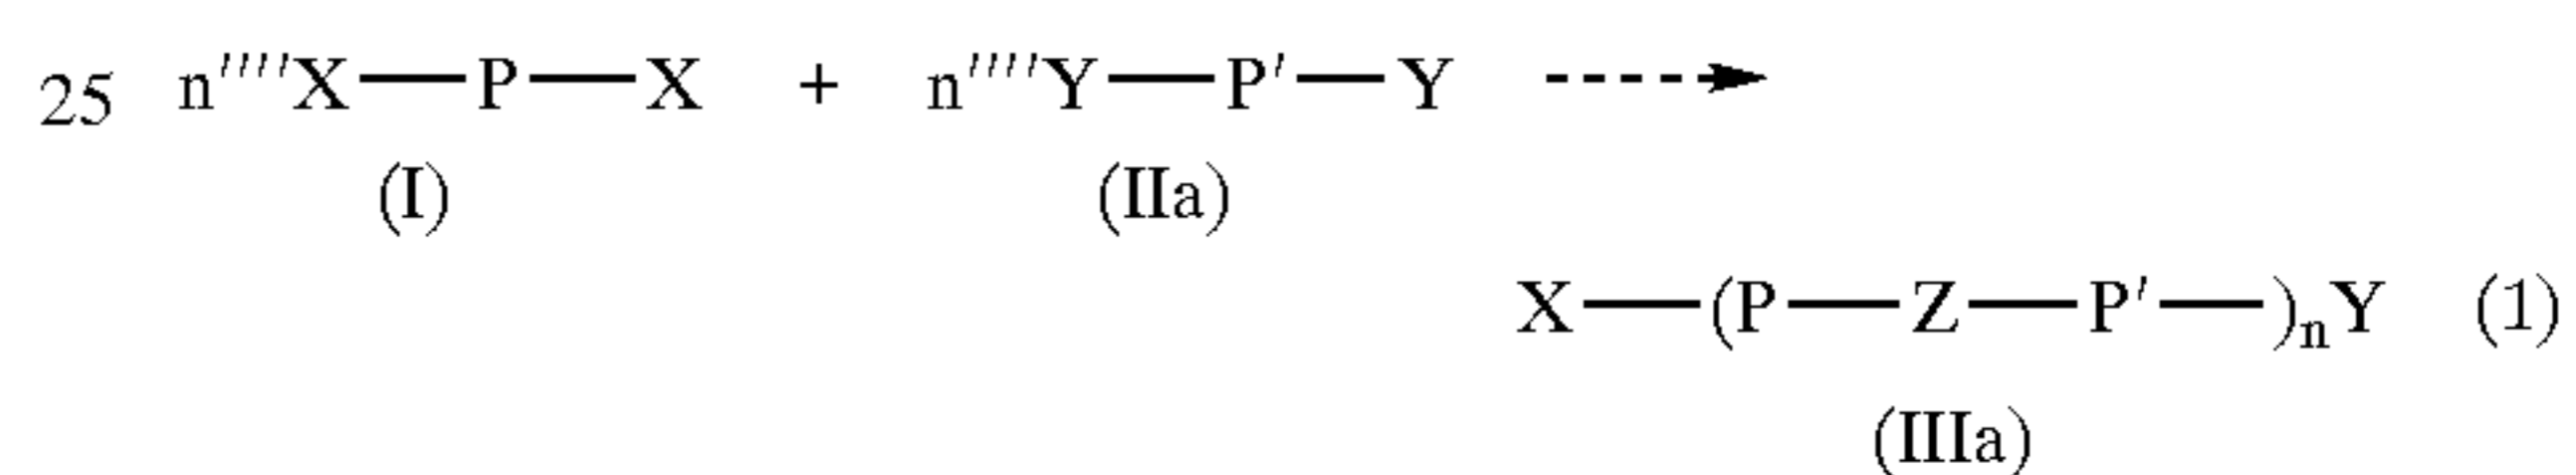 25 n''''X—P—X + n''''Y—P'—Y ----▶
(I) (IIa)
X—(P—Z—P'—)nY (1)
(IIIa)